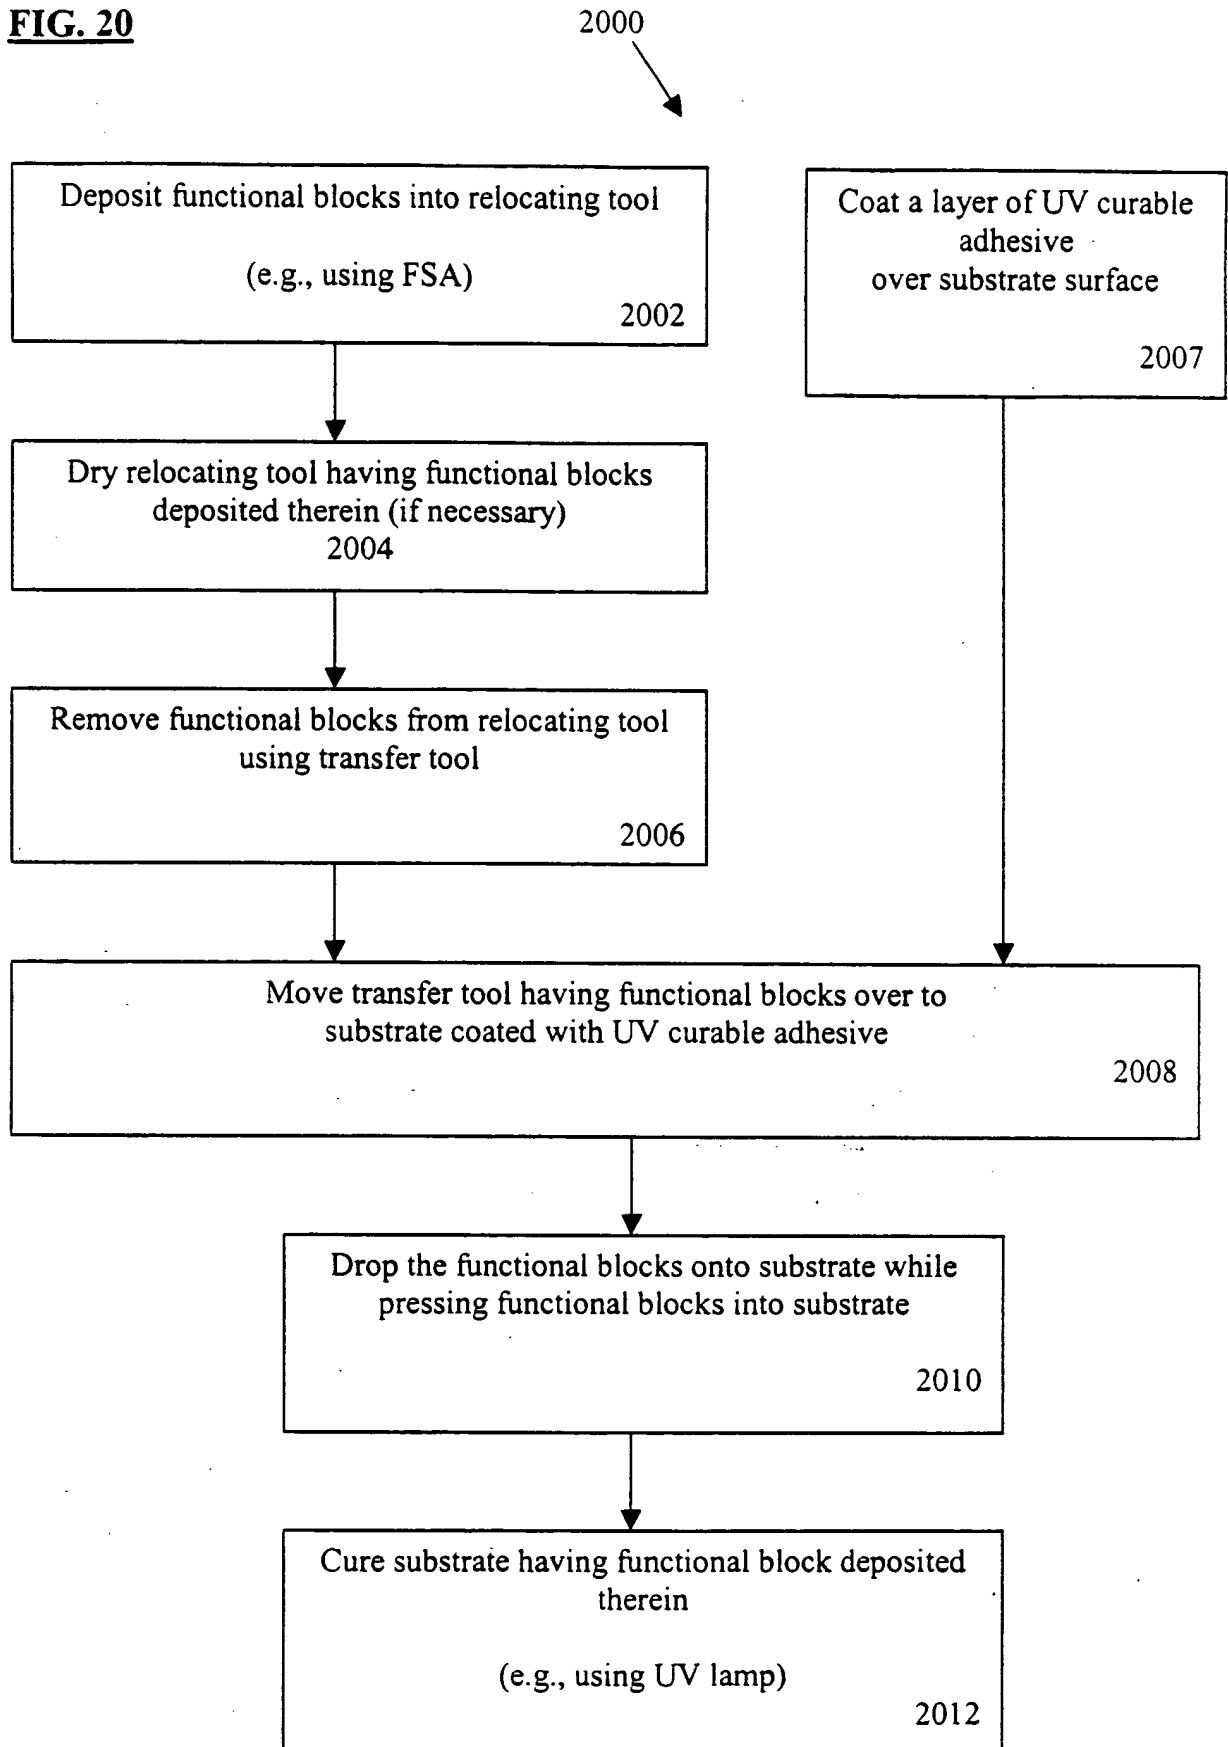 FIG. 20
2000
Deposit functional blocks into relocating tool
(e.g., using FSA)
2002
Coat a layer of UV curable
adhesive
over substrate surface
2007
Dry relocating tool having functional blocks
deposited therein (if necessary)
2004
Remove functional blocks from relocating tool
using transfer tool
2006
Move transfer tool having functional blocks over to
substrate coated with UV curable adhesive
2008
Drop the functional blocks onto substrate while
pressing functional blocks into substrate
2010
Cure substrate having functional block deposited
therein
(e.g., using UV lamp)
2012